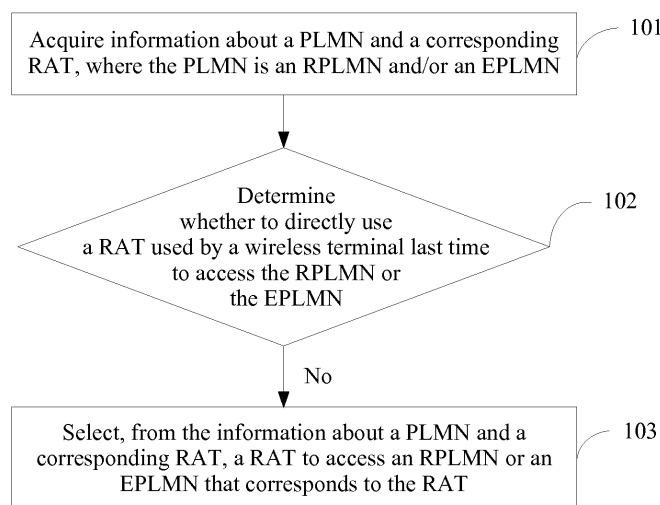 Acquire information about a PLMN and a corresponding
RAT, where the PLMN is an RPLMN and/or an EPLMN
101
Determine
whether to directly use
a RAT used by a wireless terminal last time
to access the RPLMN or
the EPLMN
102
No
Select, from the information about a PLMN and a
corresponding RAT, a RAT to access an RPLMN or an
EPLMN that corresponds to the RAT
103